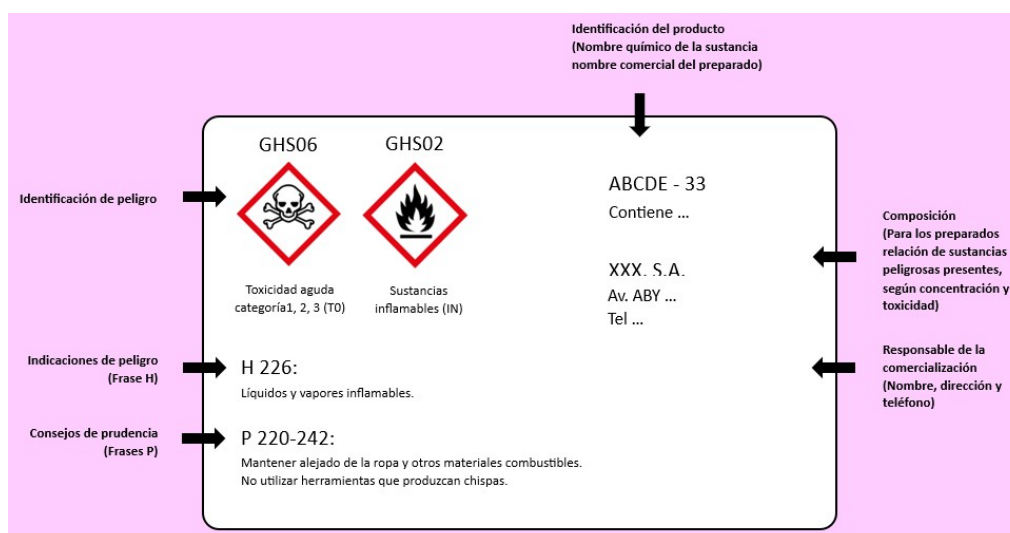 Identificación del producto
(Nombre químico de la sustancia
nombre comercial del preparado)
GHS06
GHS02
Identificación de peligro
ABCDE - 33
Contiene ...
Composición
(Para los preparados
relación de sustancias
peligrosas presentes,
según concentración y
toxicidad)
XXX. S.A.
Av. ABY ...
Tel ...
Toxicidad aguda
categoría1, 2, 3 (T0)
Sustancias
inflamables (IN)
Responsable de la
comercialización
(Nombre, dirección y
teléfono)
Indicaciones de peligro
(Frase H)
H 226:
Líquidos y vapores inflamables.
Consejos de prudencia
(Frases P)
P 220-242:
Mantener alejado de la ropa y otros materiales combustibles.
No utilizar herramientas que produzcan chispas.